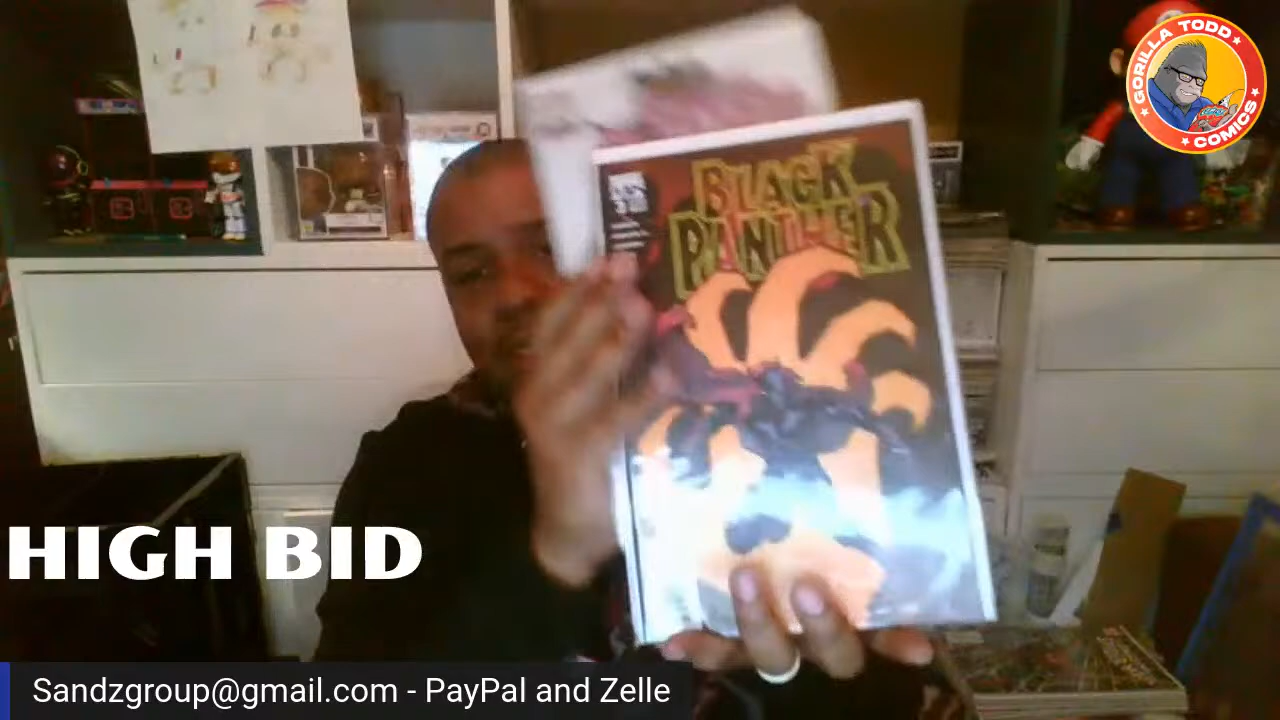 GORILLA TODD
COMICS
BLACK
PANTHER
HIGH BID
Sandzgroup@gmail.com - PayPal and Zelle